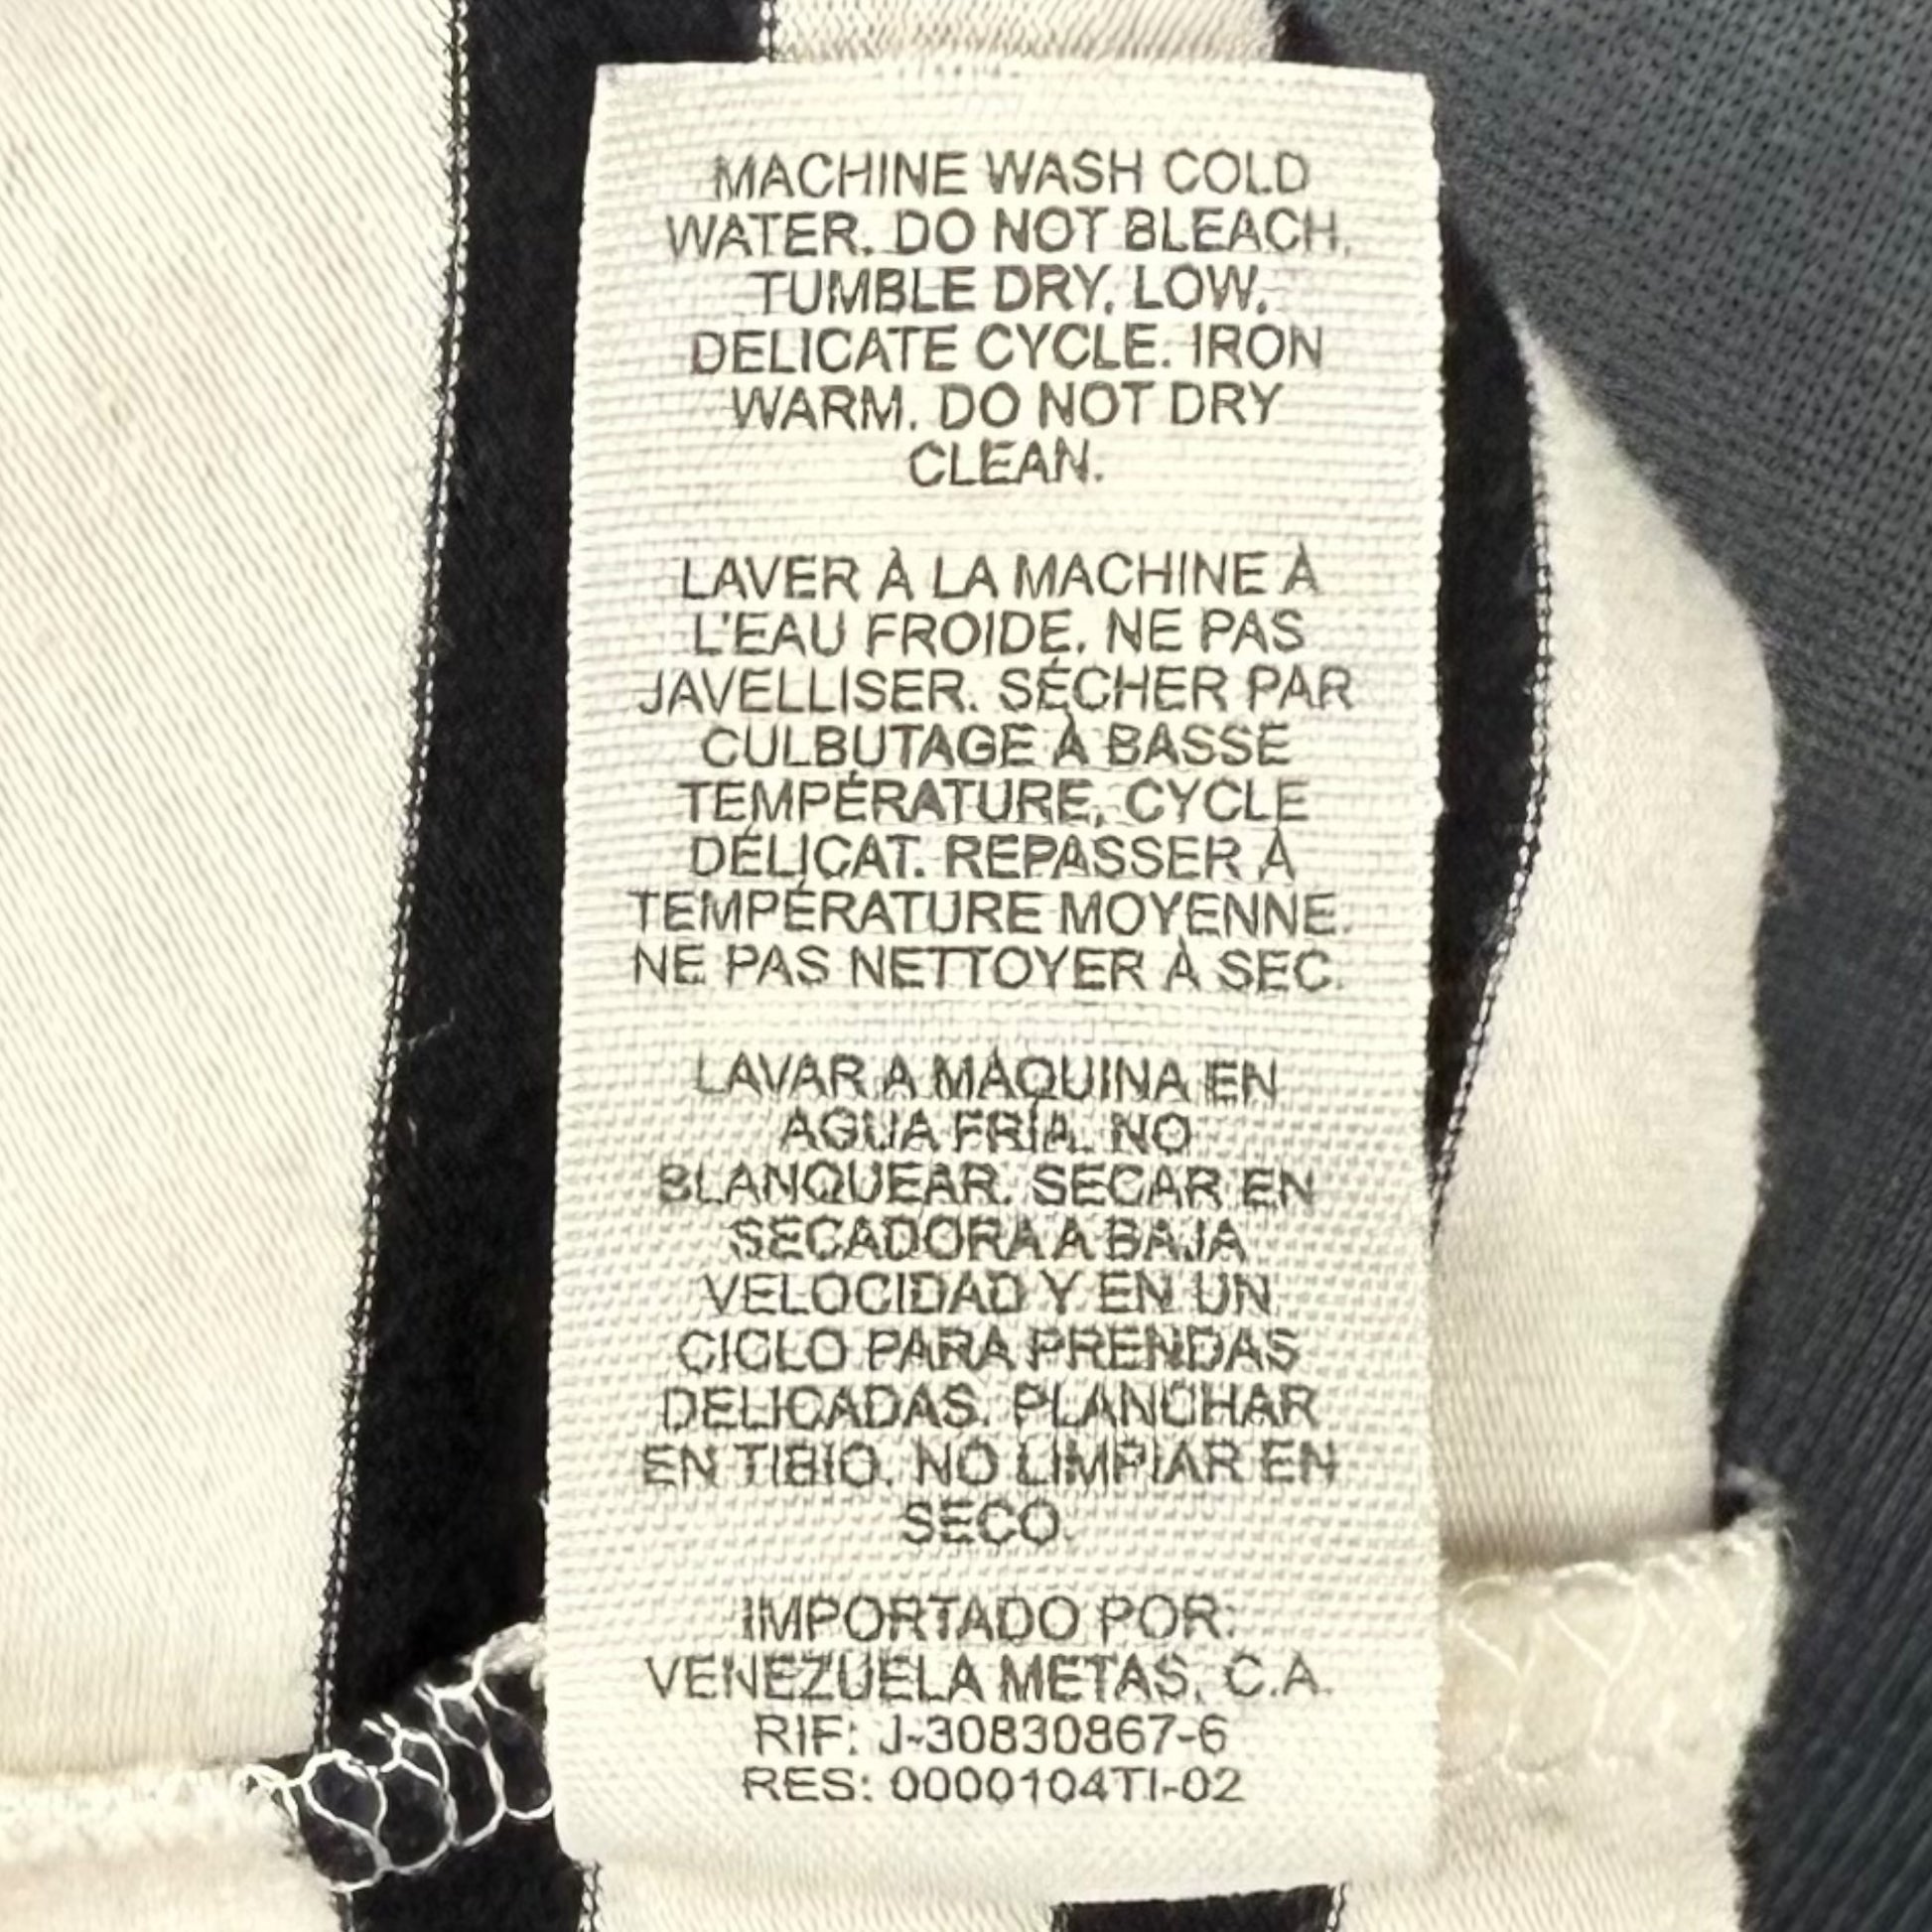 MACHINE WASH COLD
WATER. DO NOT BLEACH.
TUMBLE DRY, LOW,
DELICATE CYCLE. IRON
WARM. DO NOT DRY
CLEAN.
LAVER À LA MACHINE À
L'EAU FROIDE. NE PAS
JAVELLISER. SÉCHER PAR
CULBUTAGE À BASSE
TEMPÉRATURE, CYCLE
DÉLICAT. REPASSER À
TEMPÉRATURE MOYENNE.
NE PAS NETTOYER À SEC.
LAVAR A MÁQUINA EN
AGUA FRÍA. NO
BLANQUEAR. SECAR EN
SECADORA A BAJA
VELOCIDAD Y EN UN
CICLO PARA PRENDAS
DELICADAS. PLANCHAR
EN TIBIO. NO LIMPIAR EN
SECO.
IMPORTADO POR:
VENEZUELA METAS, C.A.
RIF: J-30830867-6
RES: 0000104TI-02